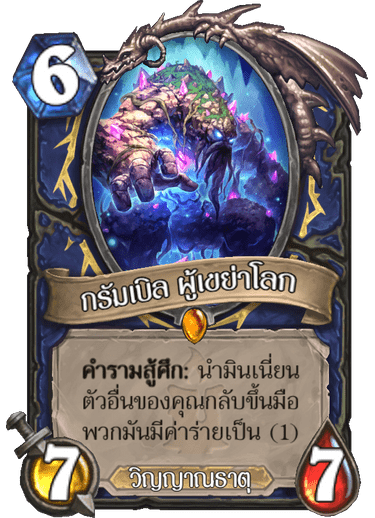 6
กรัมเบิล ผู้เขย่าโลก
คำรามสู้ศึก: นำมินเนี่ยน
ตัวอื่นของคุณกลับขึ้นมือ
พวกมันมีค่าร่ายเป็น (1)
7
วิญญาณธาตุ
7